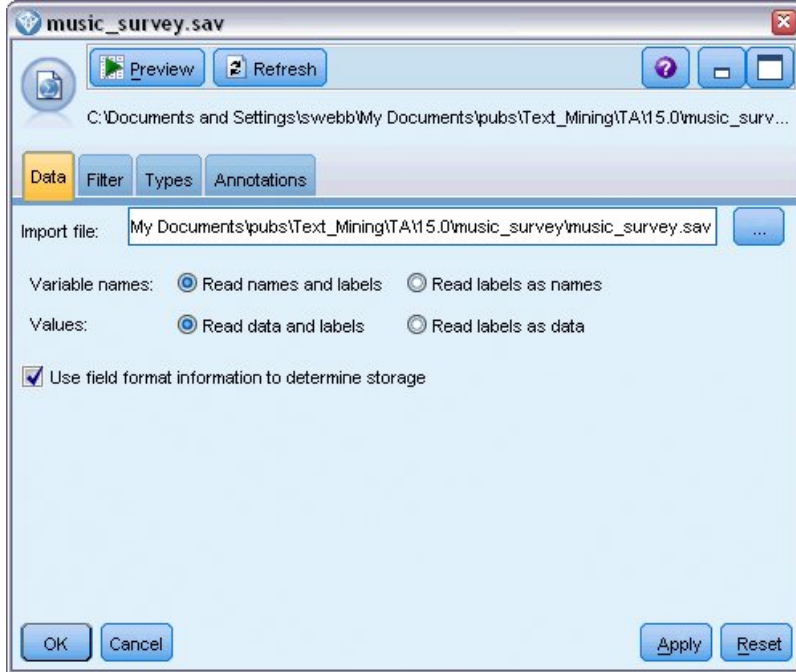 music_survey.sav
Preview Refresh ?
C:\Documents and Settings\swebb\My Documents\pubs\Text_Mining\TA\15.0\music_surv...
Data Filter Types Annotations
Import file: My Documents\pubs\Text_Mining\TA\15.0\music_survey\music_survey.sav ...
Variable names: Read names and labels Read labels as names
Values: Read data and labels Read labels as data
Use field format information to determine storage
OK Cancel Apply Reset